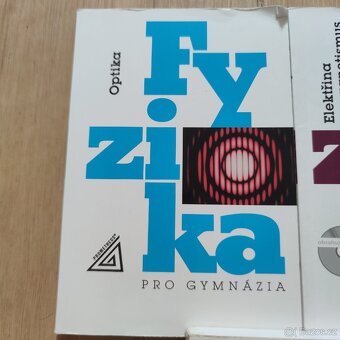 Optika
Fy
zi
ka
PRO GYMNÁZIA
PROMETHEUS
Elektřina